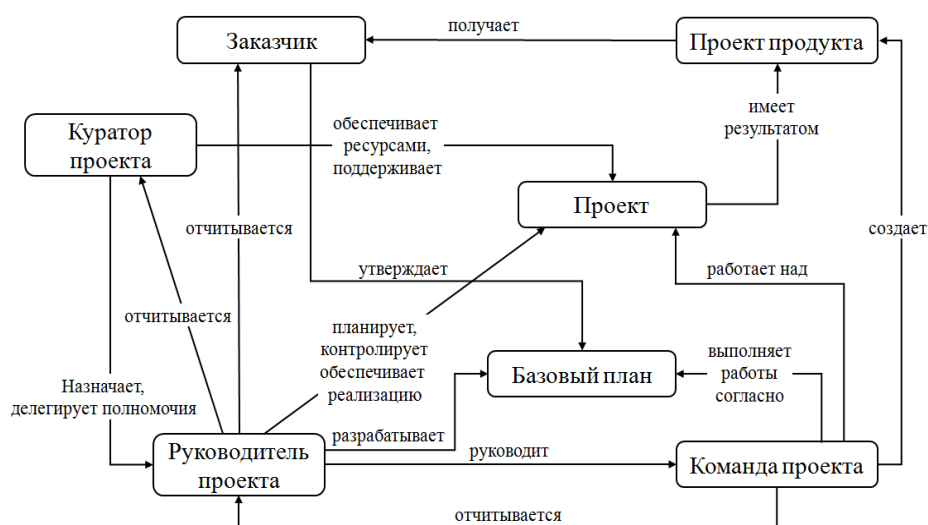 получает
Заказчик
Проект продукта
Куратор
проекта
обеспечивает
ресурсами,
поддерживает
имеет
результатом
Проект
отчитывается
создает
утверждает
работает над
отчитывается
планирует,
контролирует
обеспечивает
реализацию
Базовый план
выполняет
работы
согласно
Назначает,
делегирует полномочия
разрабатывает
Руководитель
проекта
руководит
Команда проекта
отчитывается